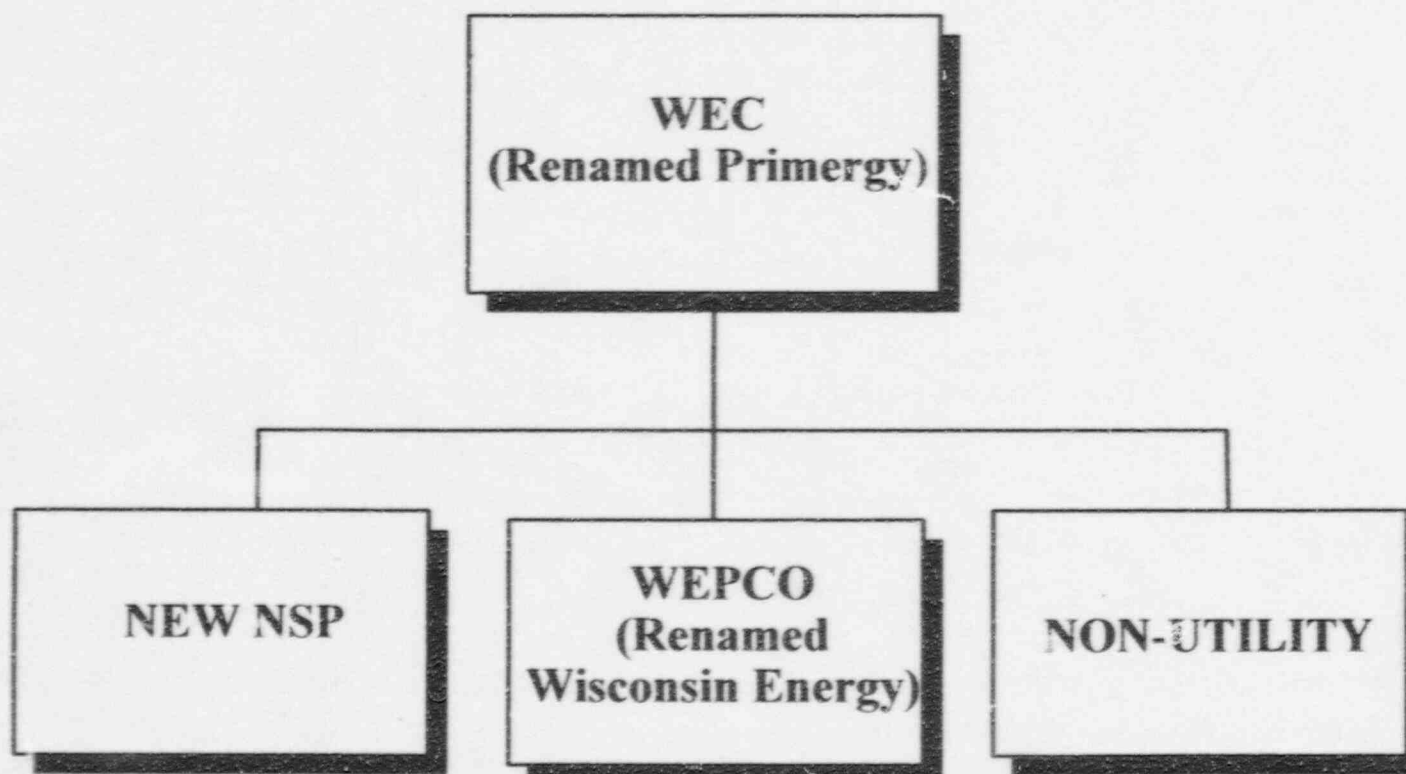 WEC
(Renamed Primergy)
NEW NSP
WEPCO
(Renamed
Wisconsin Energy)
NON-UTILITY